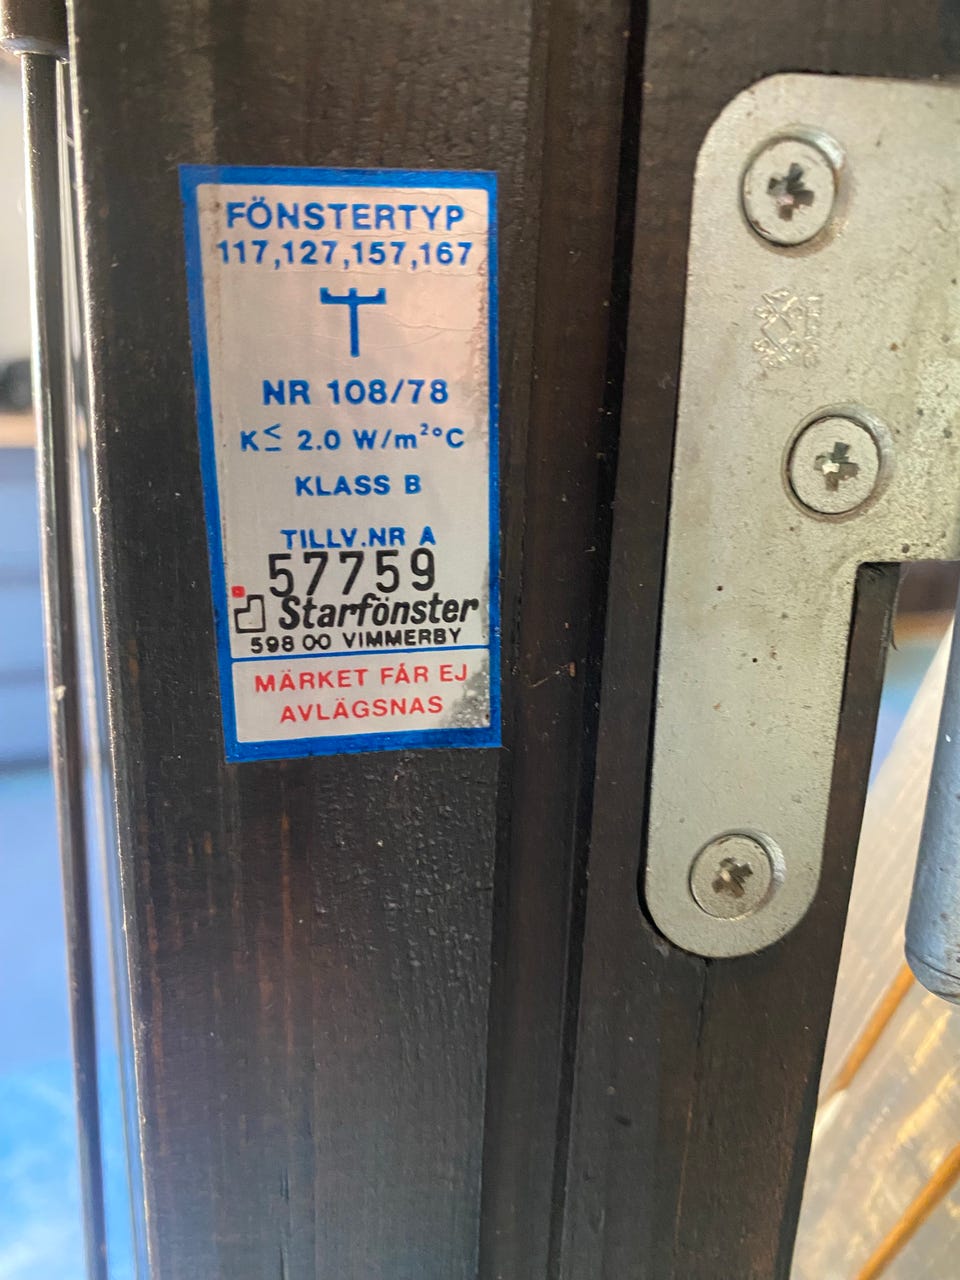 FÖNSTERTYP
117,127,157,167
NR 108/78
K≤ 2.0 W/m²°C
KLASS B
TILLV.NR A
57759
Starfönster
598 00 VIMMERBY
MÄRKET FÅR EJ
AVLÄGSNAS